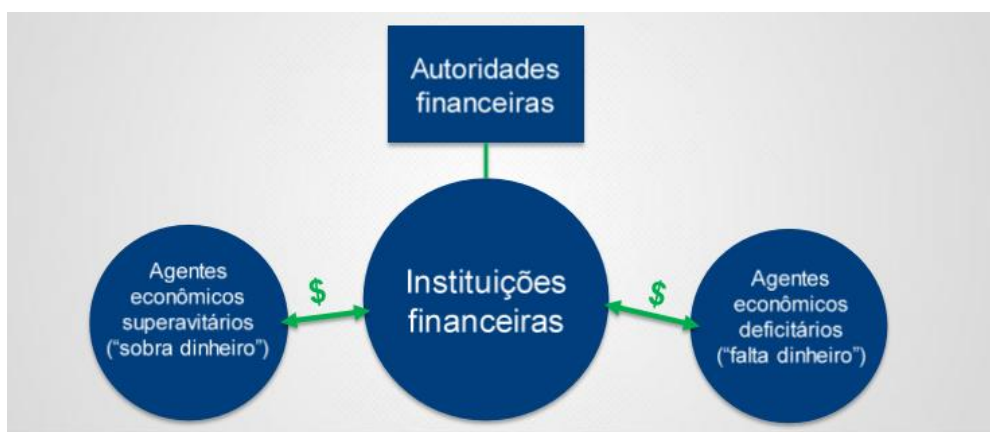 Autoridades
financeiras
Agentes
econômicos
superavitários
("sobra dinheiro")
$
Instituições
financeiras
$
Agentes
econômicos
deficitários
("falta dinheiro")